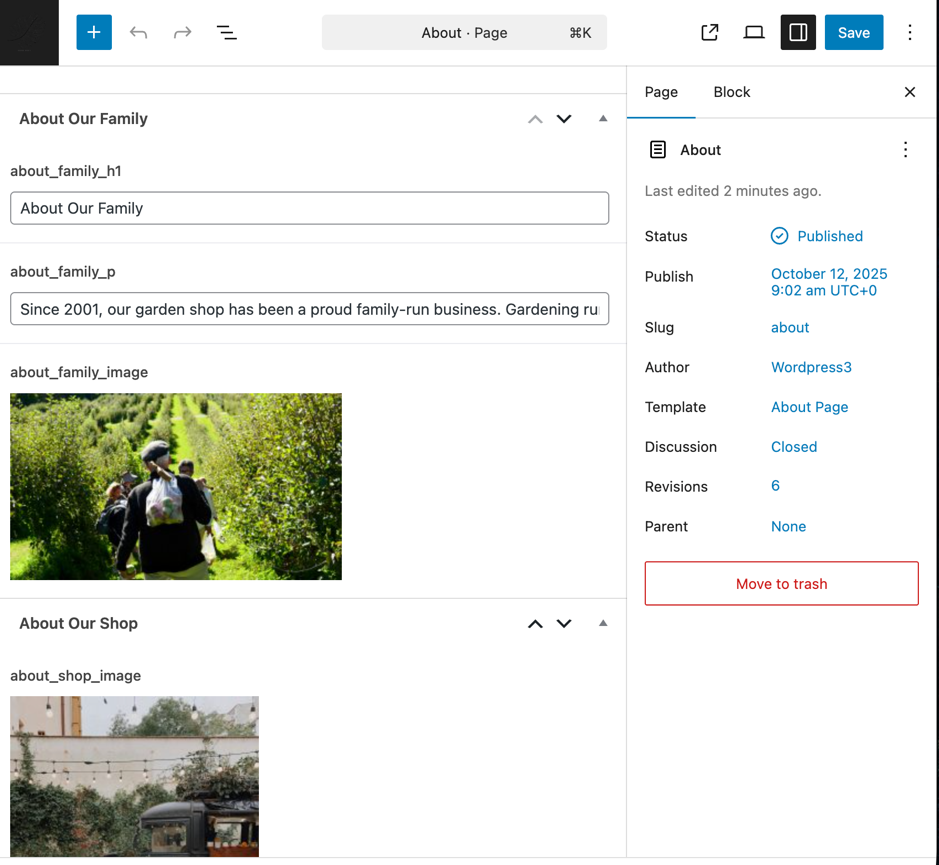 About · Page
⌘K
Save
About Our Family
about_family_h1
About Our Family
about_family_p
Since 2001, our garden shop has been a proud family-run business. Gardening ru
about_family_image
About Our Shop
about_shop_image
Page
Block
About
Last edited 2 minutes ago.
Status
Published
Publish
October 12, 2025
9:02 am UTC+0
Slug
about
Author
Wordpress3
Template
About Page
Discussion
Closed
Revisions
6
Parent
None
Move to trash